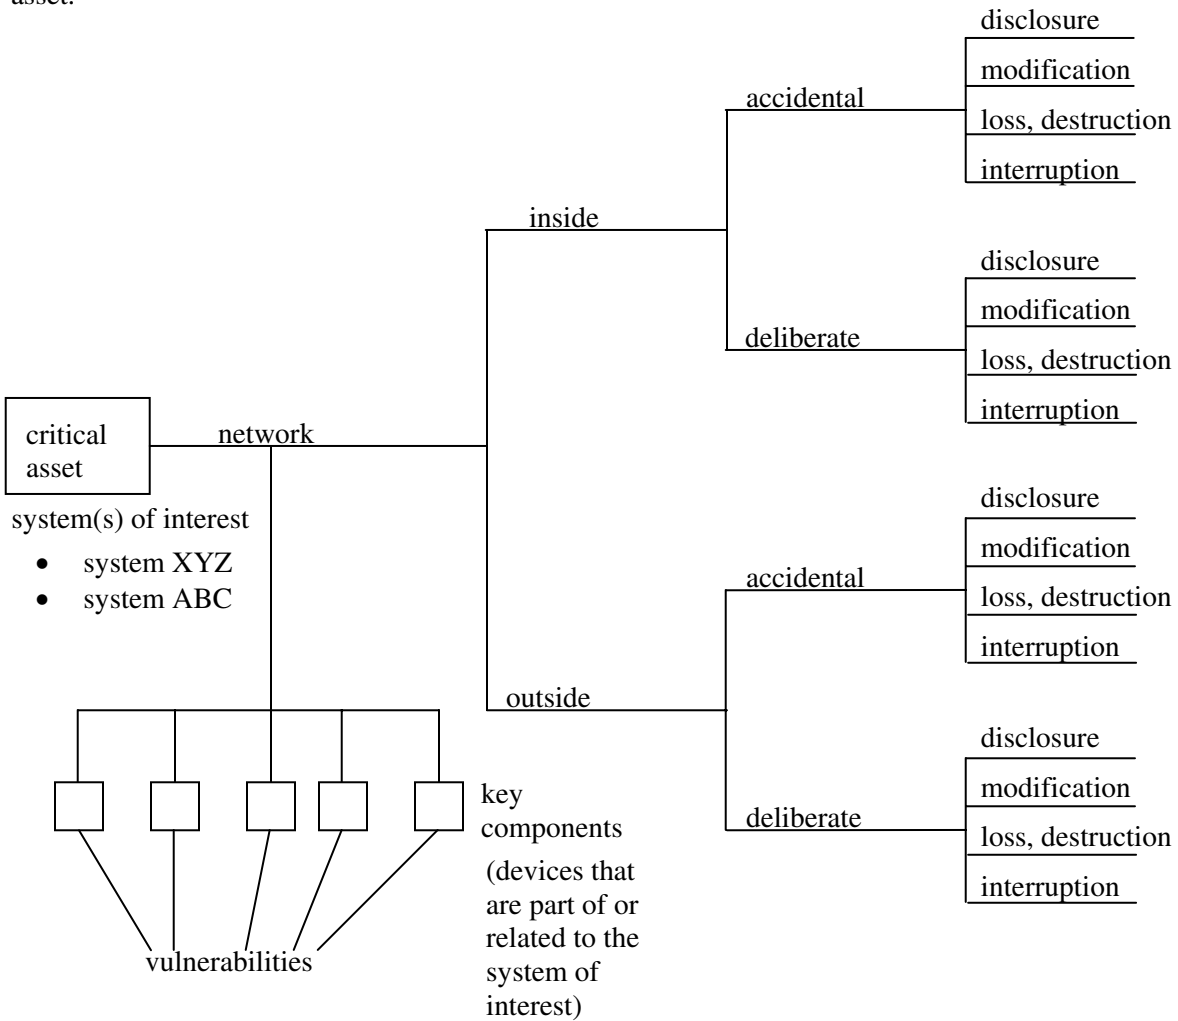 asset.
disclosure
modification
accidental
loss, destruction
interruption
inside
disclosure
modification
deliberate
loss, destruction
interruption
critical
asset
network
system(s) of interest
• system XYZ
• system ABC
disclosure
modification
accidental
loss, destruction
interruption
outside
disclosure
modification
deliberate
loss, destruction
interruption
key
components
(devices that
are part of or
related to the
system of
interest)
vulnerabilities